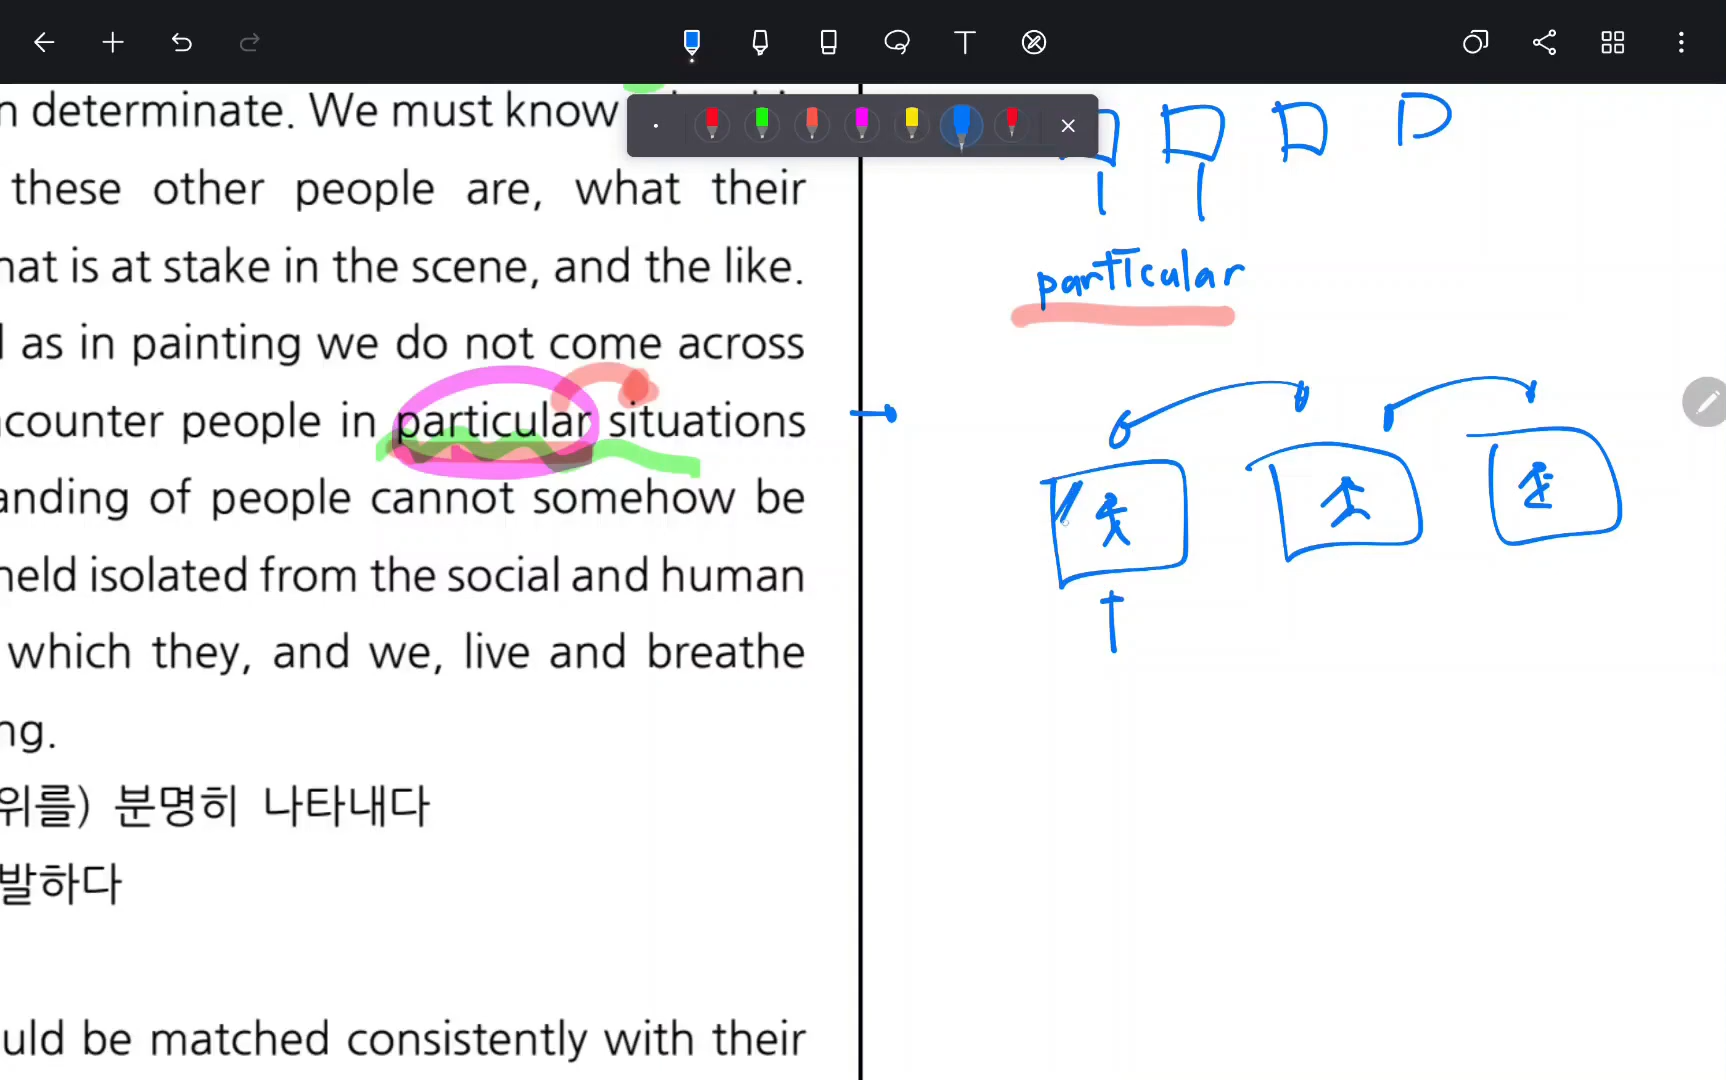 n determinate. We must know
these other people are, what their
hat is at stake in the scene, and the like.
as in painting we do not come across
ncounter people in particular situations
anding of people cannot somehow be
held isolated from the social and human
which they, and we, live and breathe
ng.
위를) 분명히 나타내다
발하다
uld be matched consistently with their
particular